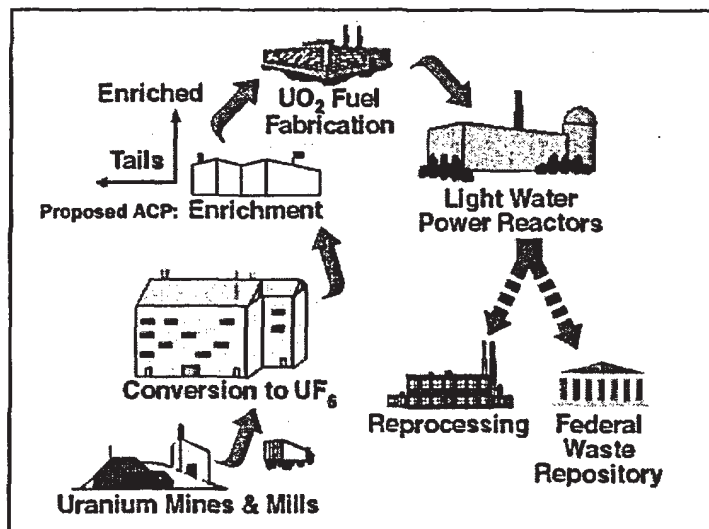 Enriched
UO₂ Fuel
Fabrication
Tails
Proposed ACP: Enrichment
Light Water
Power Reactors
Conversion to UF₆
Reprocessing
Federal
Waste
Repository
Uranium Mines & Mills